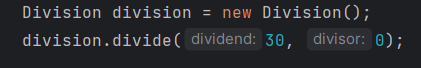 Division division = new Division();
division.divide( dividend: 30, divisor: 0);